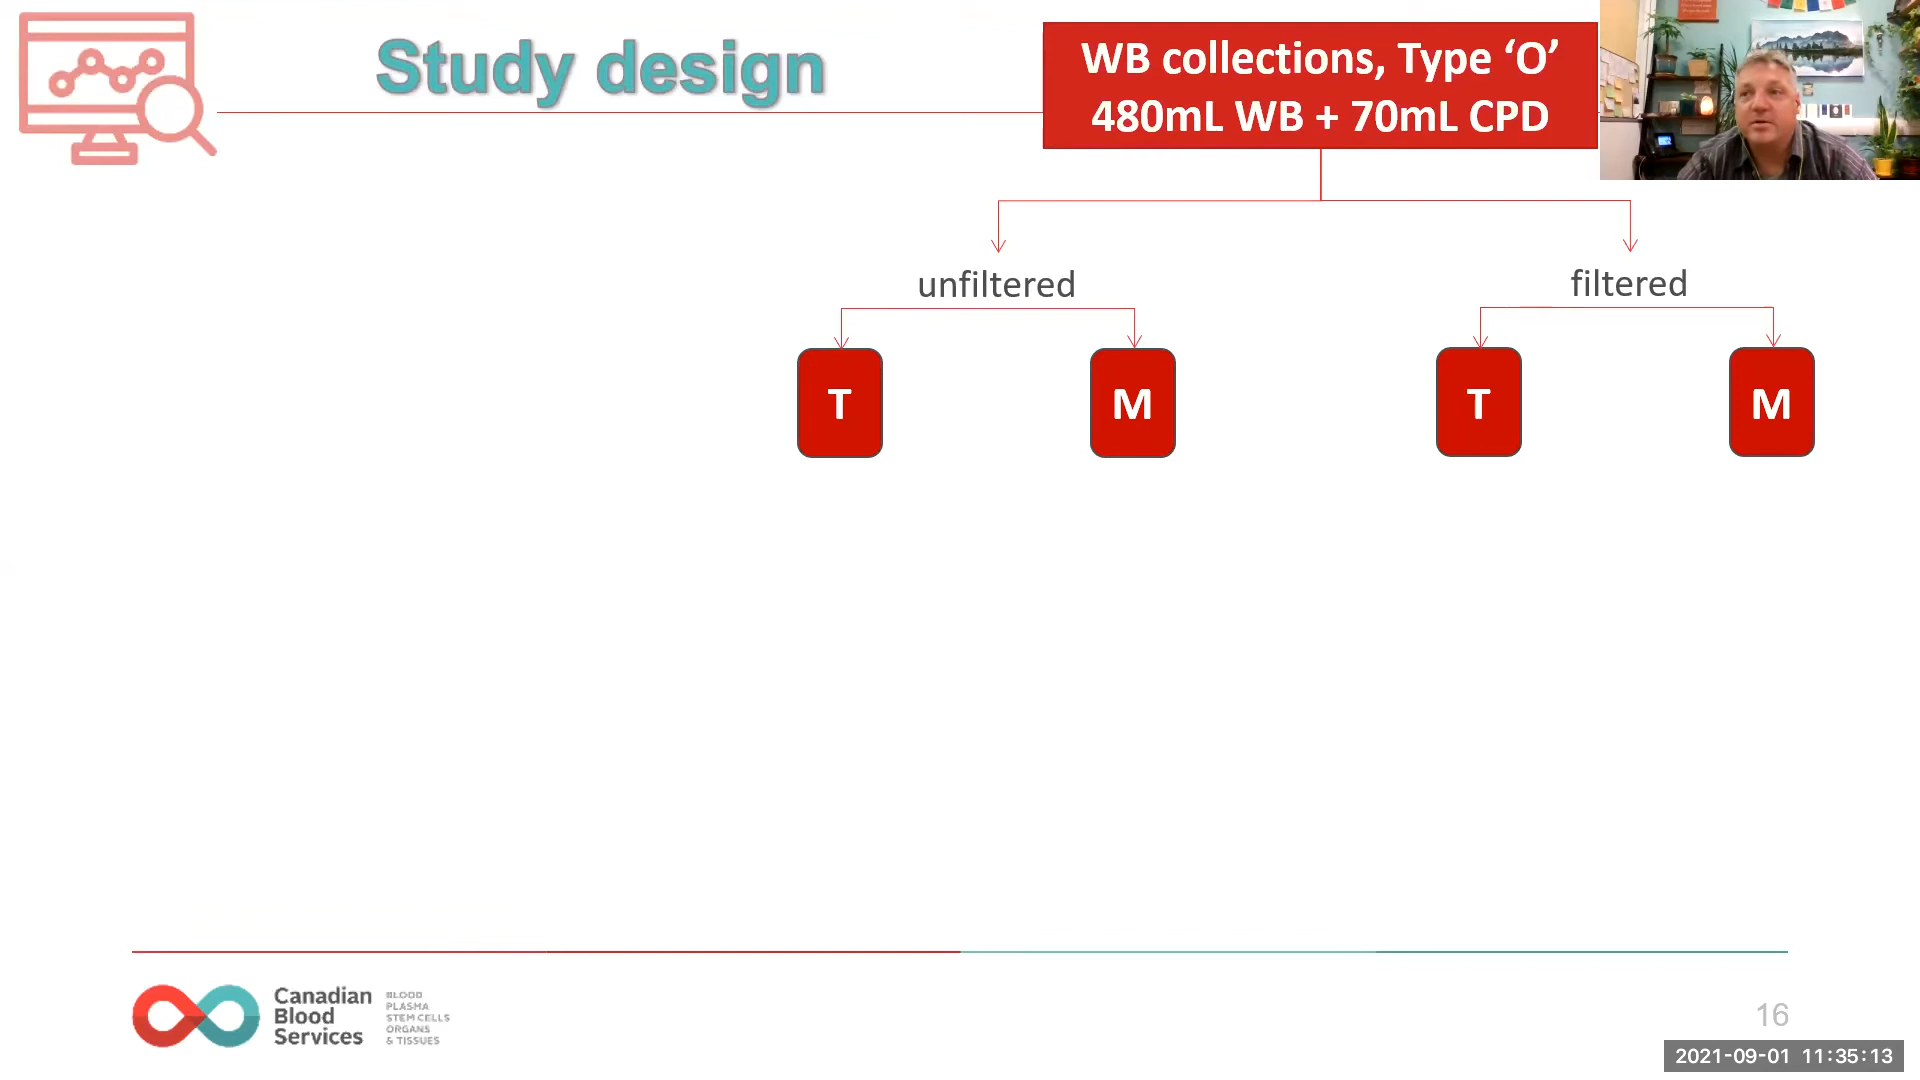 Study design
WB collections, Type ‘O’
480mL WB + 70mL CPD
unfiltered
filtered
T
M
T
M
Canadian
Blood
Services
BLOOD
PLASMA
STEM CELLS
ORGANS
& TISSUES
16
2021-09-01 11:35:13